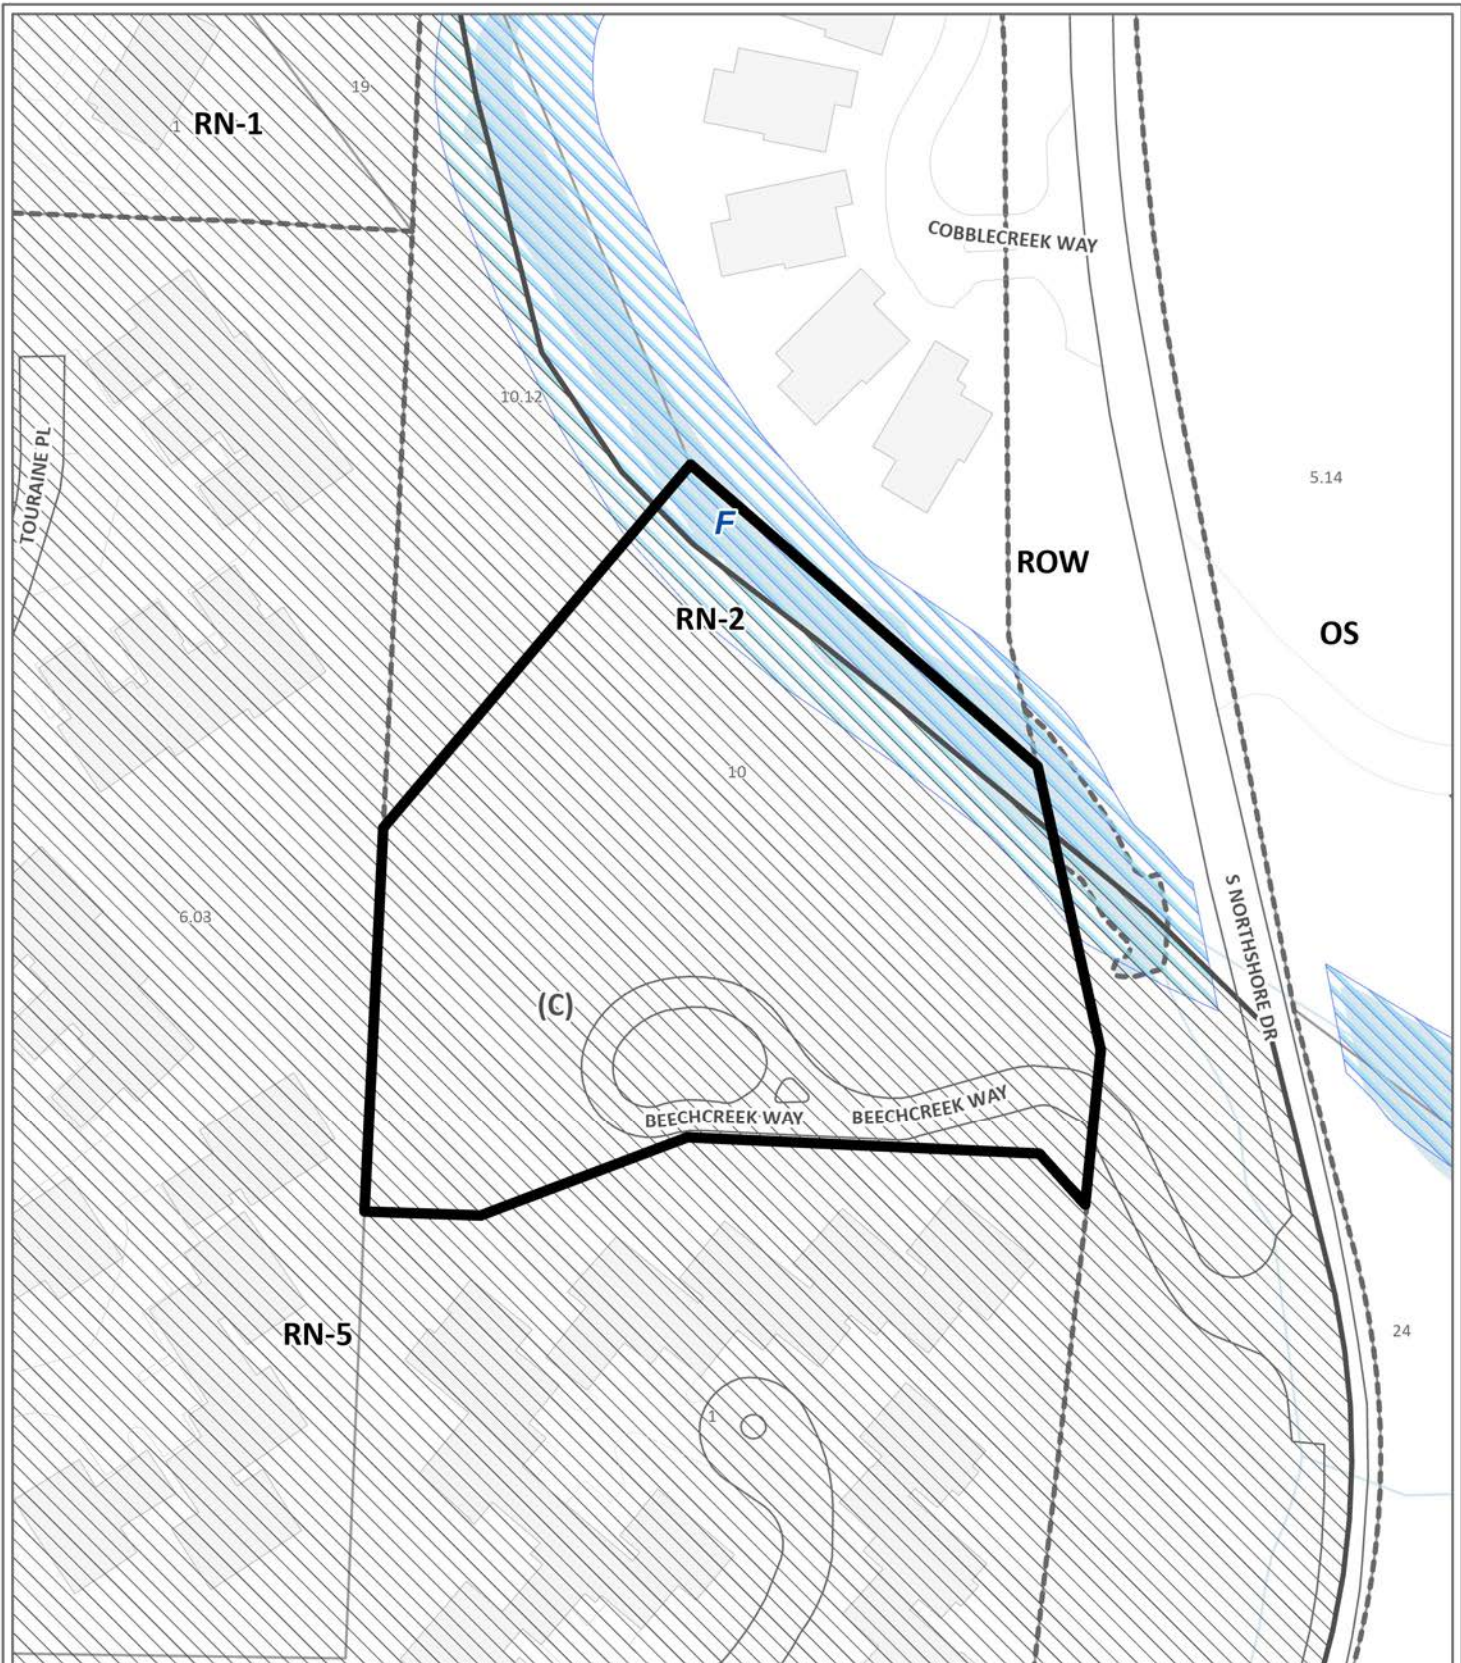 19
1
RN-1
COBBLECREEK WAY
10.12
TOURAINE PL
5.14
F
ROW
RN-2
OS
10
6.03
S NORTHSHORE DR
(C)
BEECHCREEK WAY
BEECHCREEK WAY
RN-5
24
1